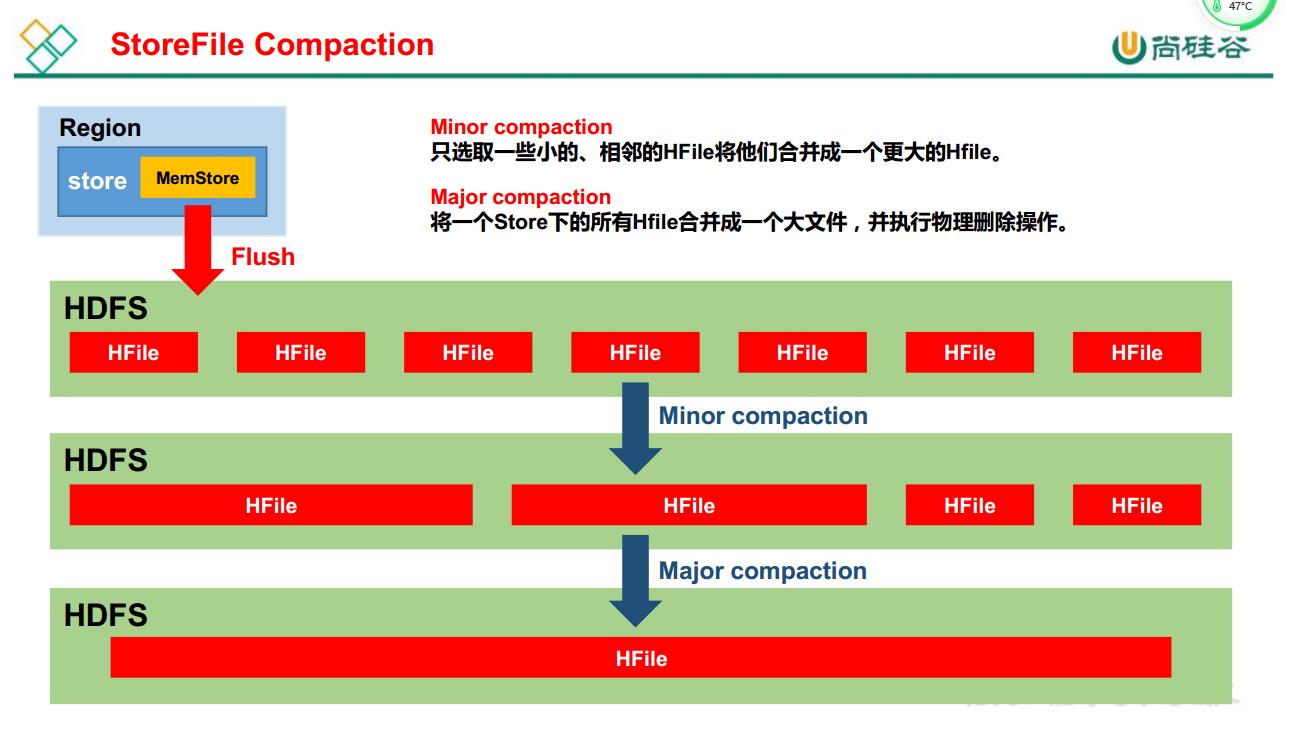 47°C
StoreFile Compaction
尚硅谷
Region
store
MemStore
Flush
Minor compaction
只选取一些小的、相邻的HFile将他们合并成一个更大的Hfile。
Major compaction
将一个Store下的所有Hfile合并成一个大文件，并执行物理删除操作。
HDFS
HFile HFile HFile HFile HFile HFile HFile
Minor compaction
HDFS
HFile HFile HFile HFile
Major compaction
HDFS
HFile